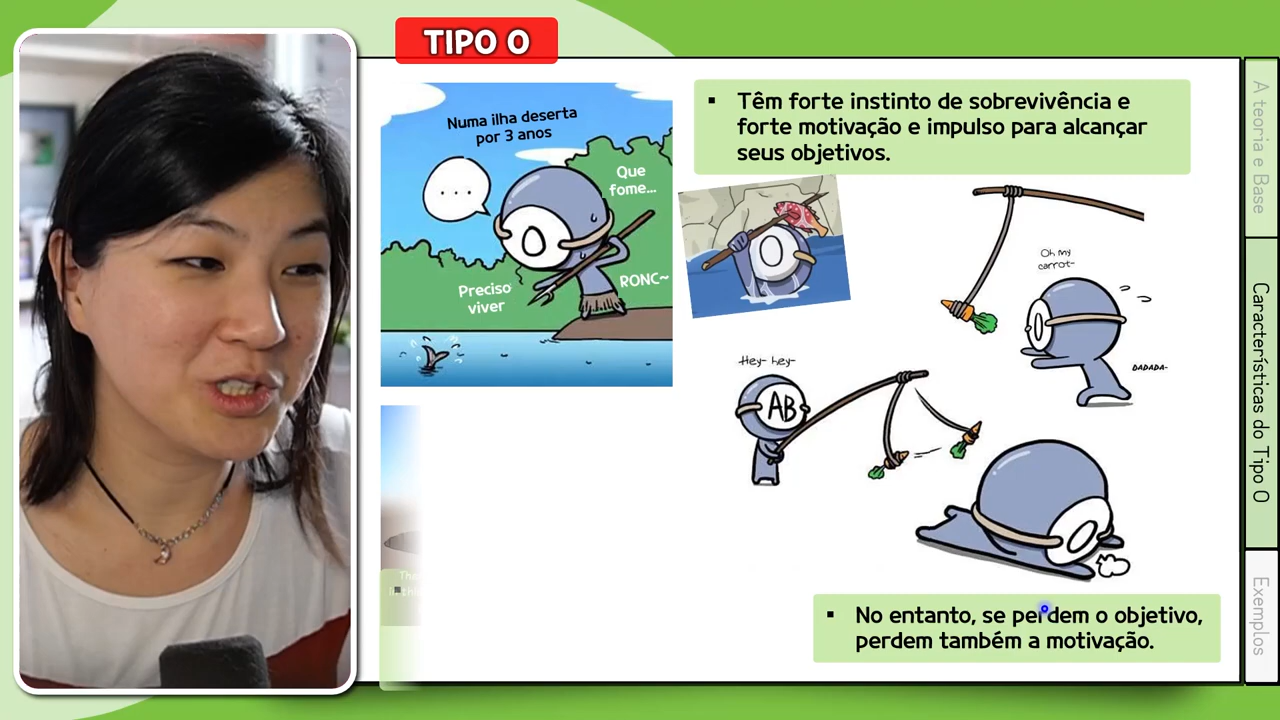 TIPO O
Numa ilha deserta
por 3 anos
...
Que
fome...
Preciso
viver
RONC~
▪ Têm forte instinto de sobrevivência e
forte motivação e impulso para alcançar
seus objetivos.
O
O
Oh my
carrot~
O
DADADA~
Hey~ hey~
AB
O
▪ No entanto, se perdem o objetivo,
perdem também a motivação.
A teoria e Base
Características do Tipo O
Exemplos